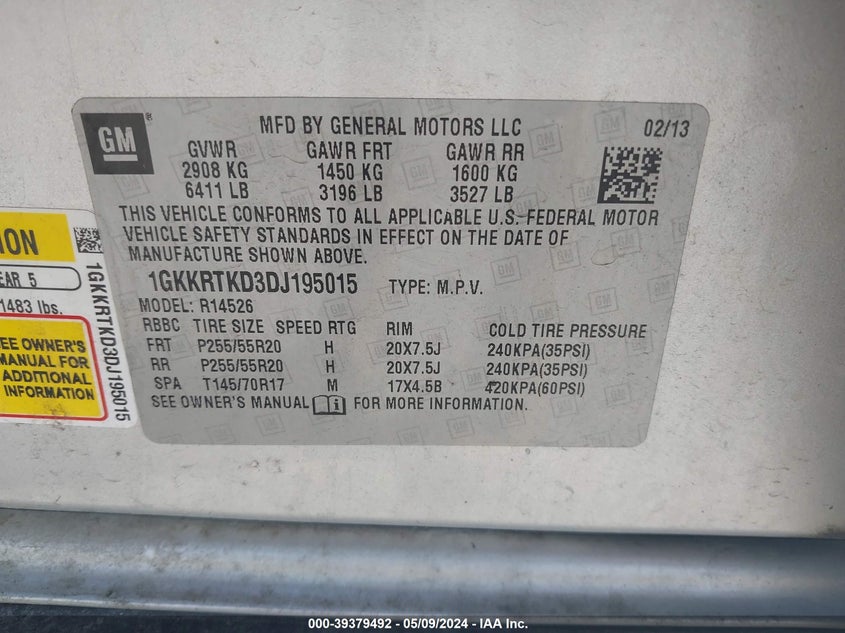 GM
MFD BY GENERAL MOTORS LLC 02/13
GVWR GAWR FRT GAWR RR
2908 KG 1450 KG 1600 KG
6411 LB 3196 LB 3527 LB
THIS VEHICLE CONFORMS TO ALL APPLICABLE U.S.-FEDERAL MOTOR
VEHICLE SAFETY STANDARDS IN EFFECT ON THE DATE OF
MANUFACTURE SHOWN ABOVE.
1GKKRTKD3DJ195015 TYPE: M.P.V.
MODEL: R14526
RBBC TIRE SIZE SPEED RTG RIM COLD TIRE PRESSURE
FRT P255/55R20 H 20X7.5J 240KPA(35PSI)
RR P255/55R20 H 20X7.5J 240KPA(35PSI)
SPA T145/70R17 M 17X4.5B 420KPA(60PSI)
SEE OWNER'S MANUAL FOR MORE INFORMATION.
ION
EAR 5
1483 lbs.
EE OWNER'S
MANUAL FOR
ADDITIONAL
INFORMATION
1GKKRTKD3DJ195015
000-39379492 - 05/09/2024 - IAA Inc.